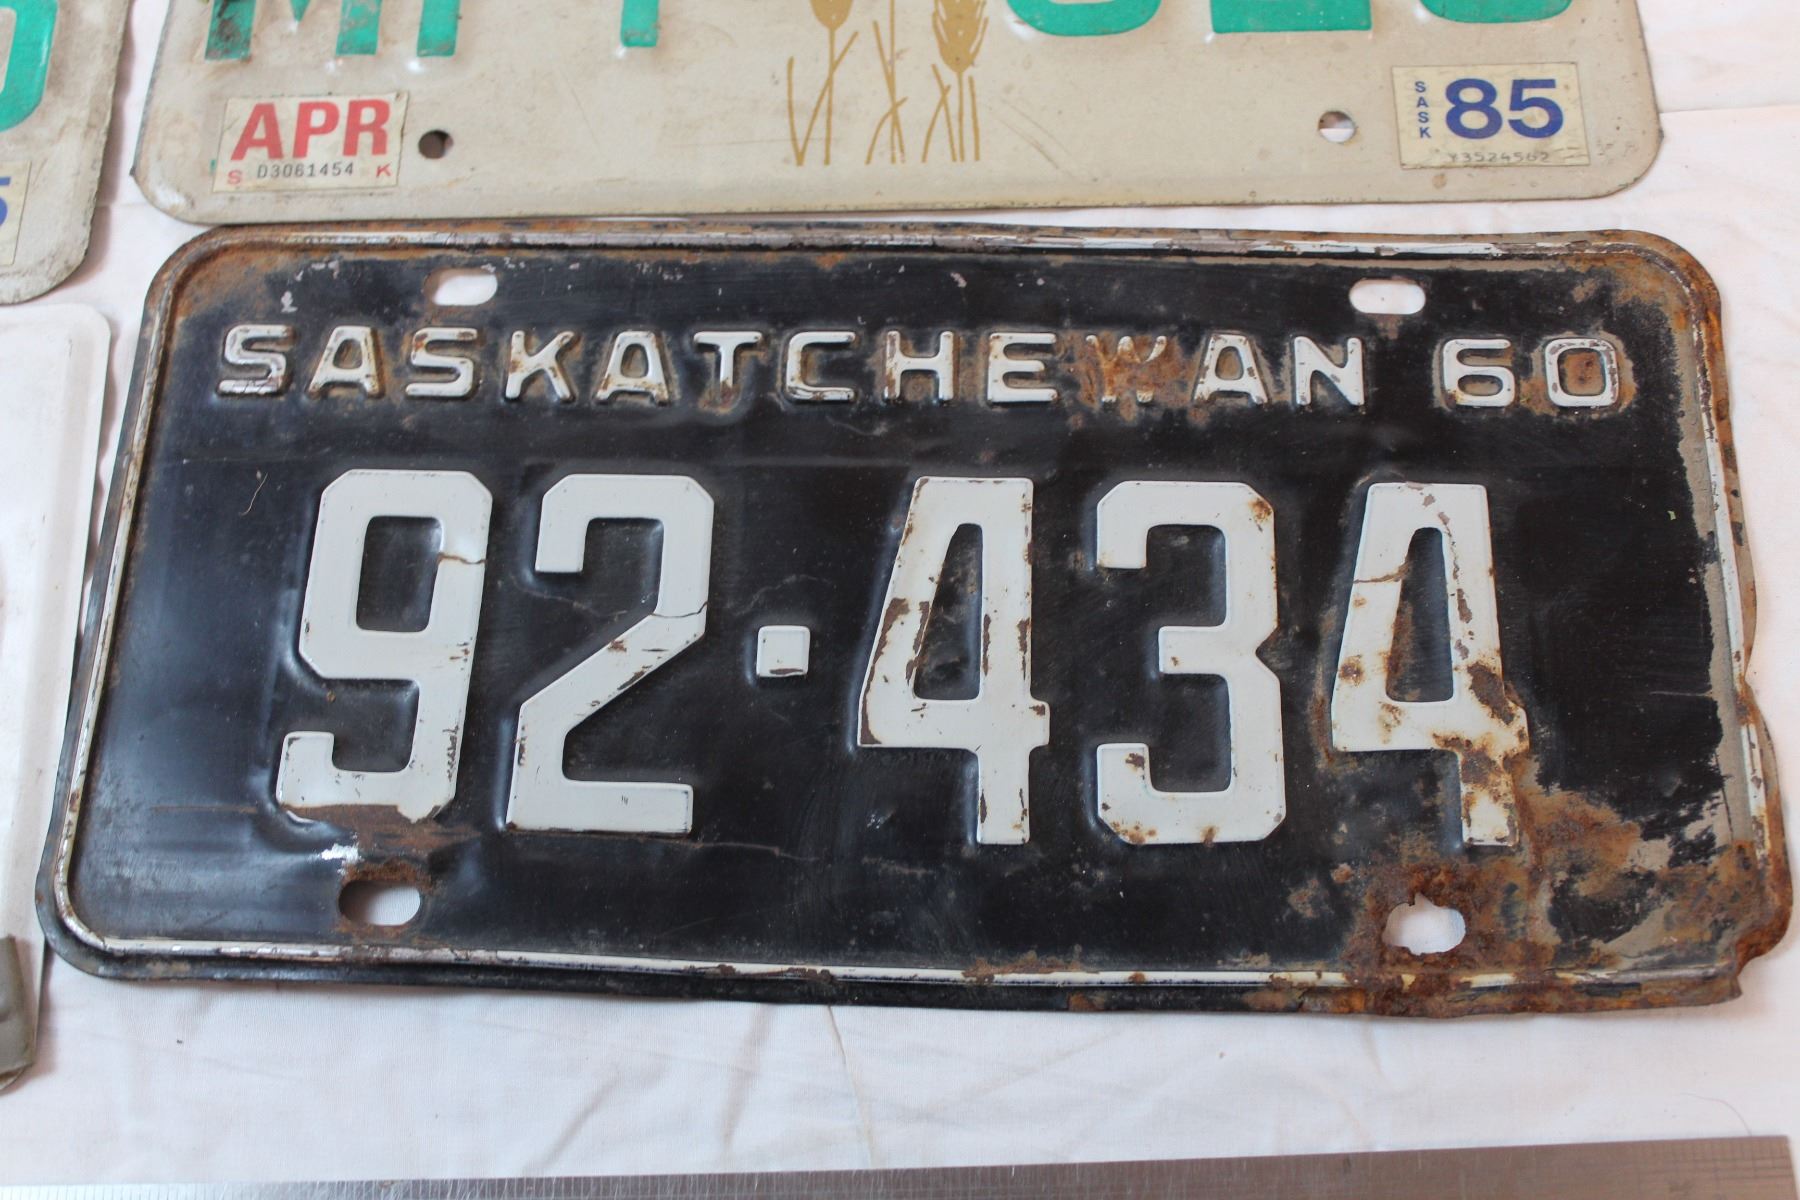 APR
S D3061454 K
SASK 85
Y3524562
SASKATCHEWAN 60
92·434